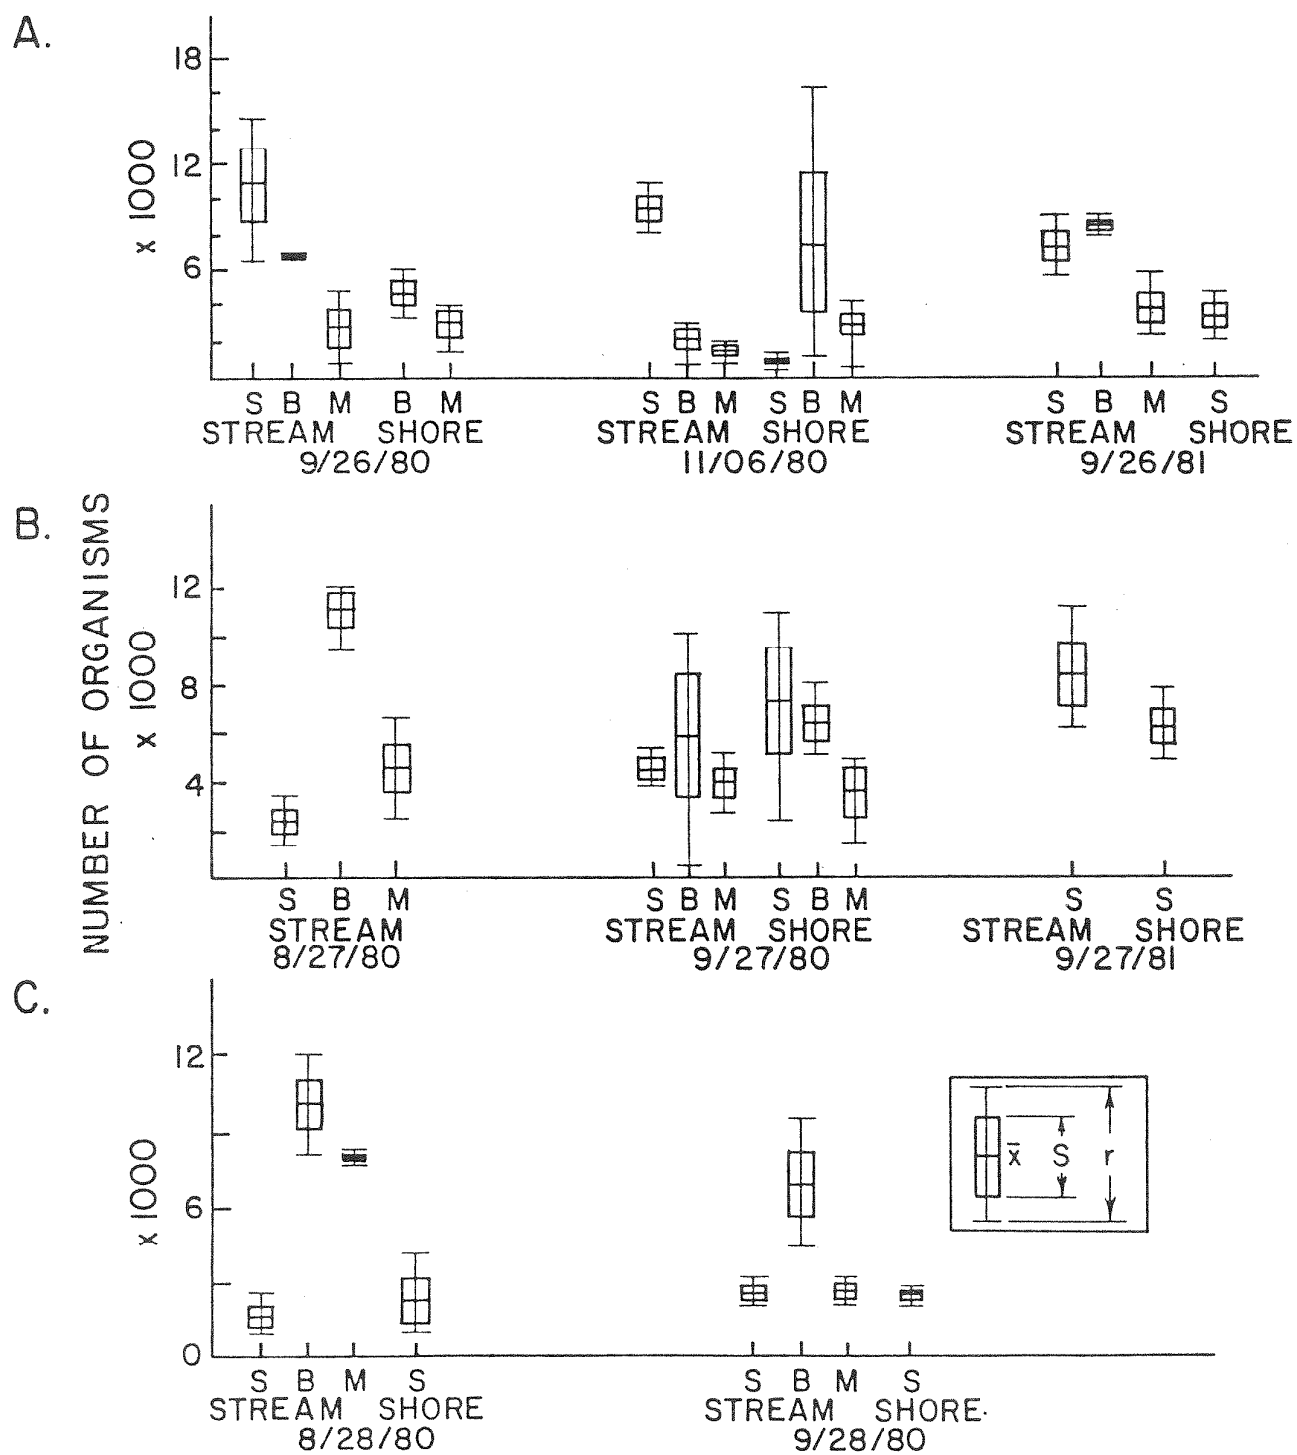 A.
18
12
6
x 1000
S B M B M S B M S B M S B M S
STREAM SHORE STREAM SHORE STREAM SHORE
9/26/80 11/06/80 9/26/81
NUMBER OF ORGANISMS
B.
12
8
4
x 1000
S B M S B M S B M S S
STREAM STREAM SHORE STREAM SHORE
8/27/80 9/27/80 9/27/81
C.
12
6
0
x 1000
x̄ S r
S B M S S B M S
STREAM SHORE STREAM SHORE.
8/28/80 9/28/80